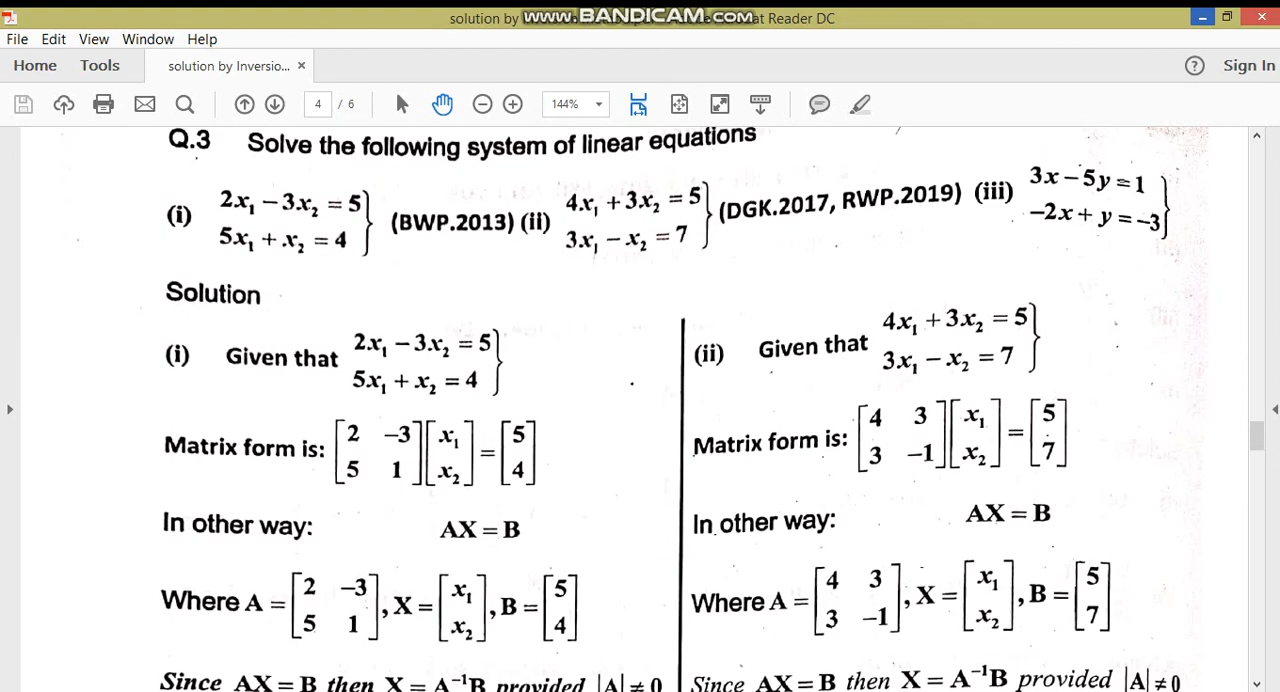 solution by www.BANDICAM.com at Reader DC
File Edit View Window Help
Home Tools solution by Inversio... × ? Sign In
4 / 6 144%
Q.3 Solve the following system of linear equations
(i) 2x₁ − 3x₂ = 5 } (BWP.2013) (ii) 4x₁ + 3x₂ = 5 } (DGK.2017, RWP.2019) (iii) 3x − 5y = 1 }
5x₁ + x₂ = 4 3x₁ − x₂ = 7 −2x + y = −3
Solution
(i) Given that 2x₁ − 3x₂ = 5 }
5x₁ + x₂ = 4
Matrix form is: [2 −3] [x₁] = [5]
[5 1] [x₂] [4]
In other way: AX = B
Where A = [2 −3] , X = [x₁] , B = [5]
[5 1] [x₂] [4]
Since AX = B then X = A⁻¹B provided |A| ≠ 0
(ii) Given that 4x₁ + 3x₂ = 5 }
3x₁ − x₂ = 7
Matrix form is: [4 3] [x₁] = [5]
[3 −1] [x₂] [7]
In other way: AX = B
Where A = [4 3] , X = [x₁] , B = [5]
[3 −1] [x₂] [7]
Since AX = B then X = A⁻¹B provided |A| ≠ 0